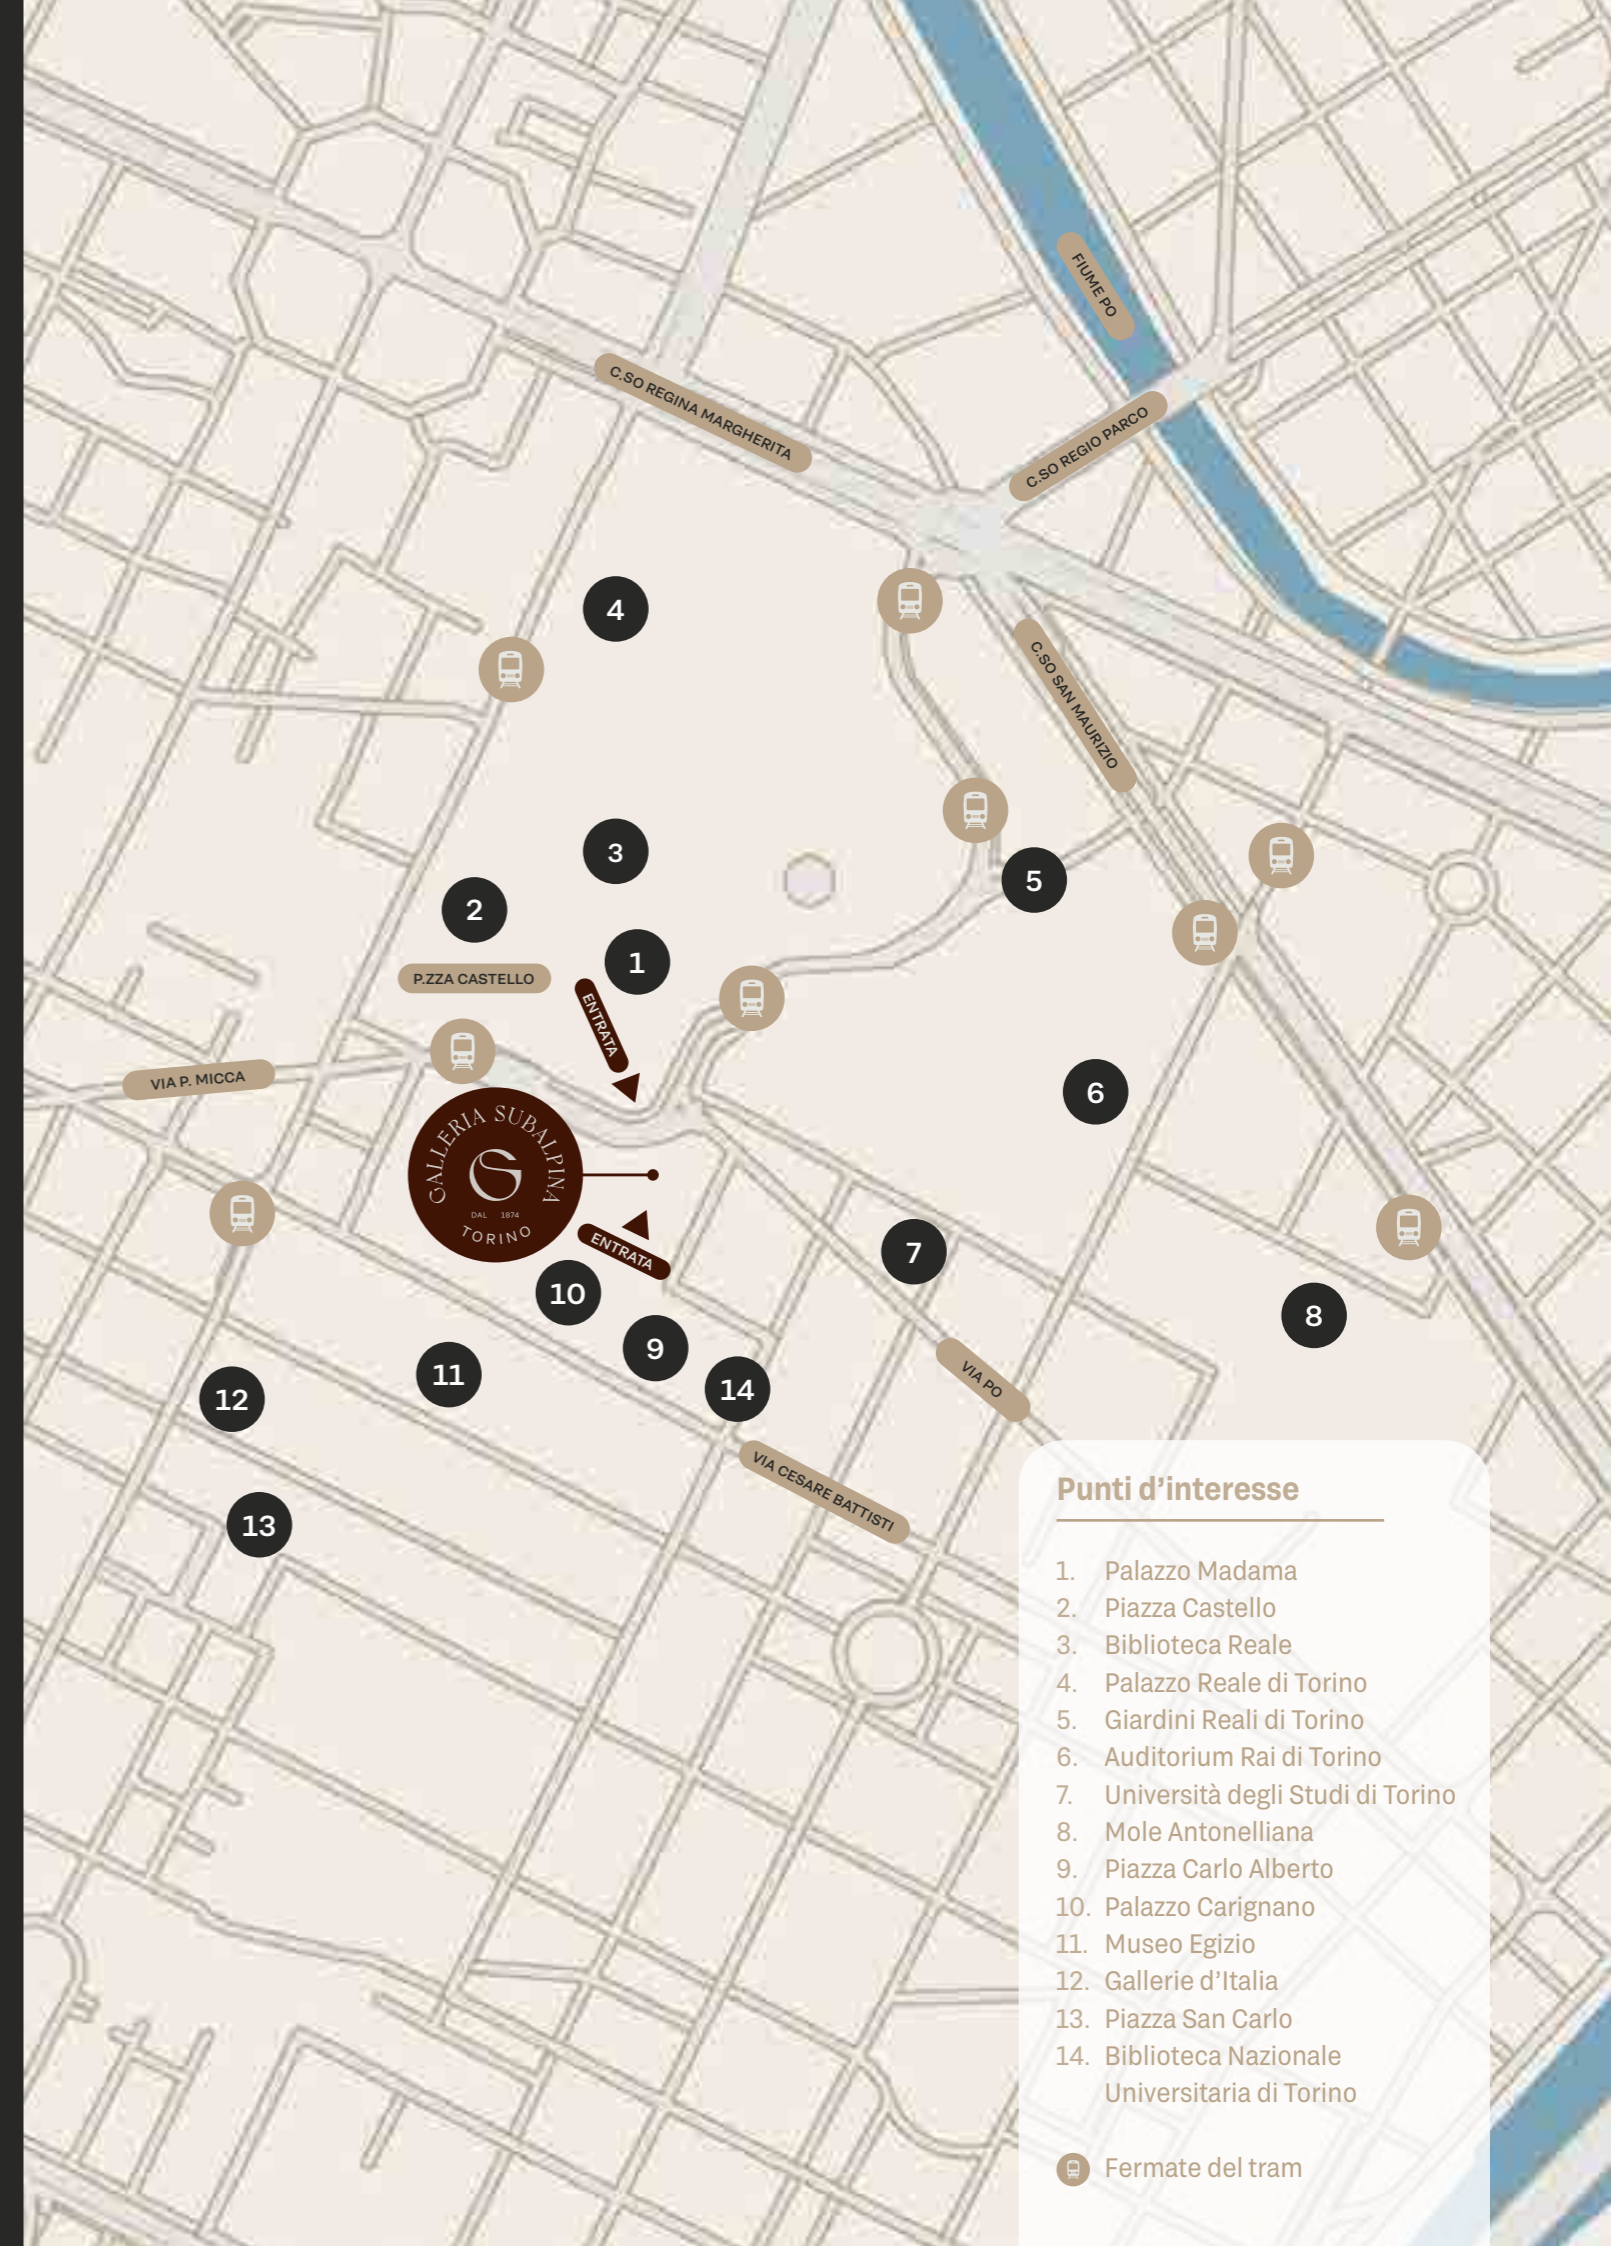 FIUME PO
C.SO REGINA MARGHERITA
C.SO REGIO PARCO
4
C.SO SAN MAURIZIO
3
5
2
1
P.ZZA CASTELLO
ENTRATA
VIA P. MICCA
6
GALLERIA SUBALPINA
GS
DAL 1874
TORINO
ENTRATA
7
10
8
9
11
14
12
VIA PO
VIA CESARE BATTISTI
13
Punti d’interesse
1. Palazzo Madama
2. Piazza Castello
3. Biblioteca Reale
4. Palazzo Reale di Torino
5. Giardini Reali di Torino
6. Auditorium Rai di Torino
7. Università degli Studi di Torino
8. Mole Antonelliana
9. Piazza Carlo Alberto
10. Palazzo Carignano
11. Museo Egizio
12. Gallerie d’Italia
13. Piazza San Carlo
14. Biblioteca Nazionale
Universitaria di Torino
Fermate del tram